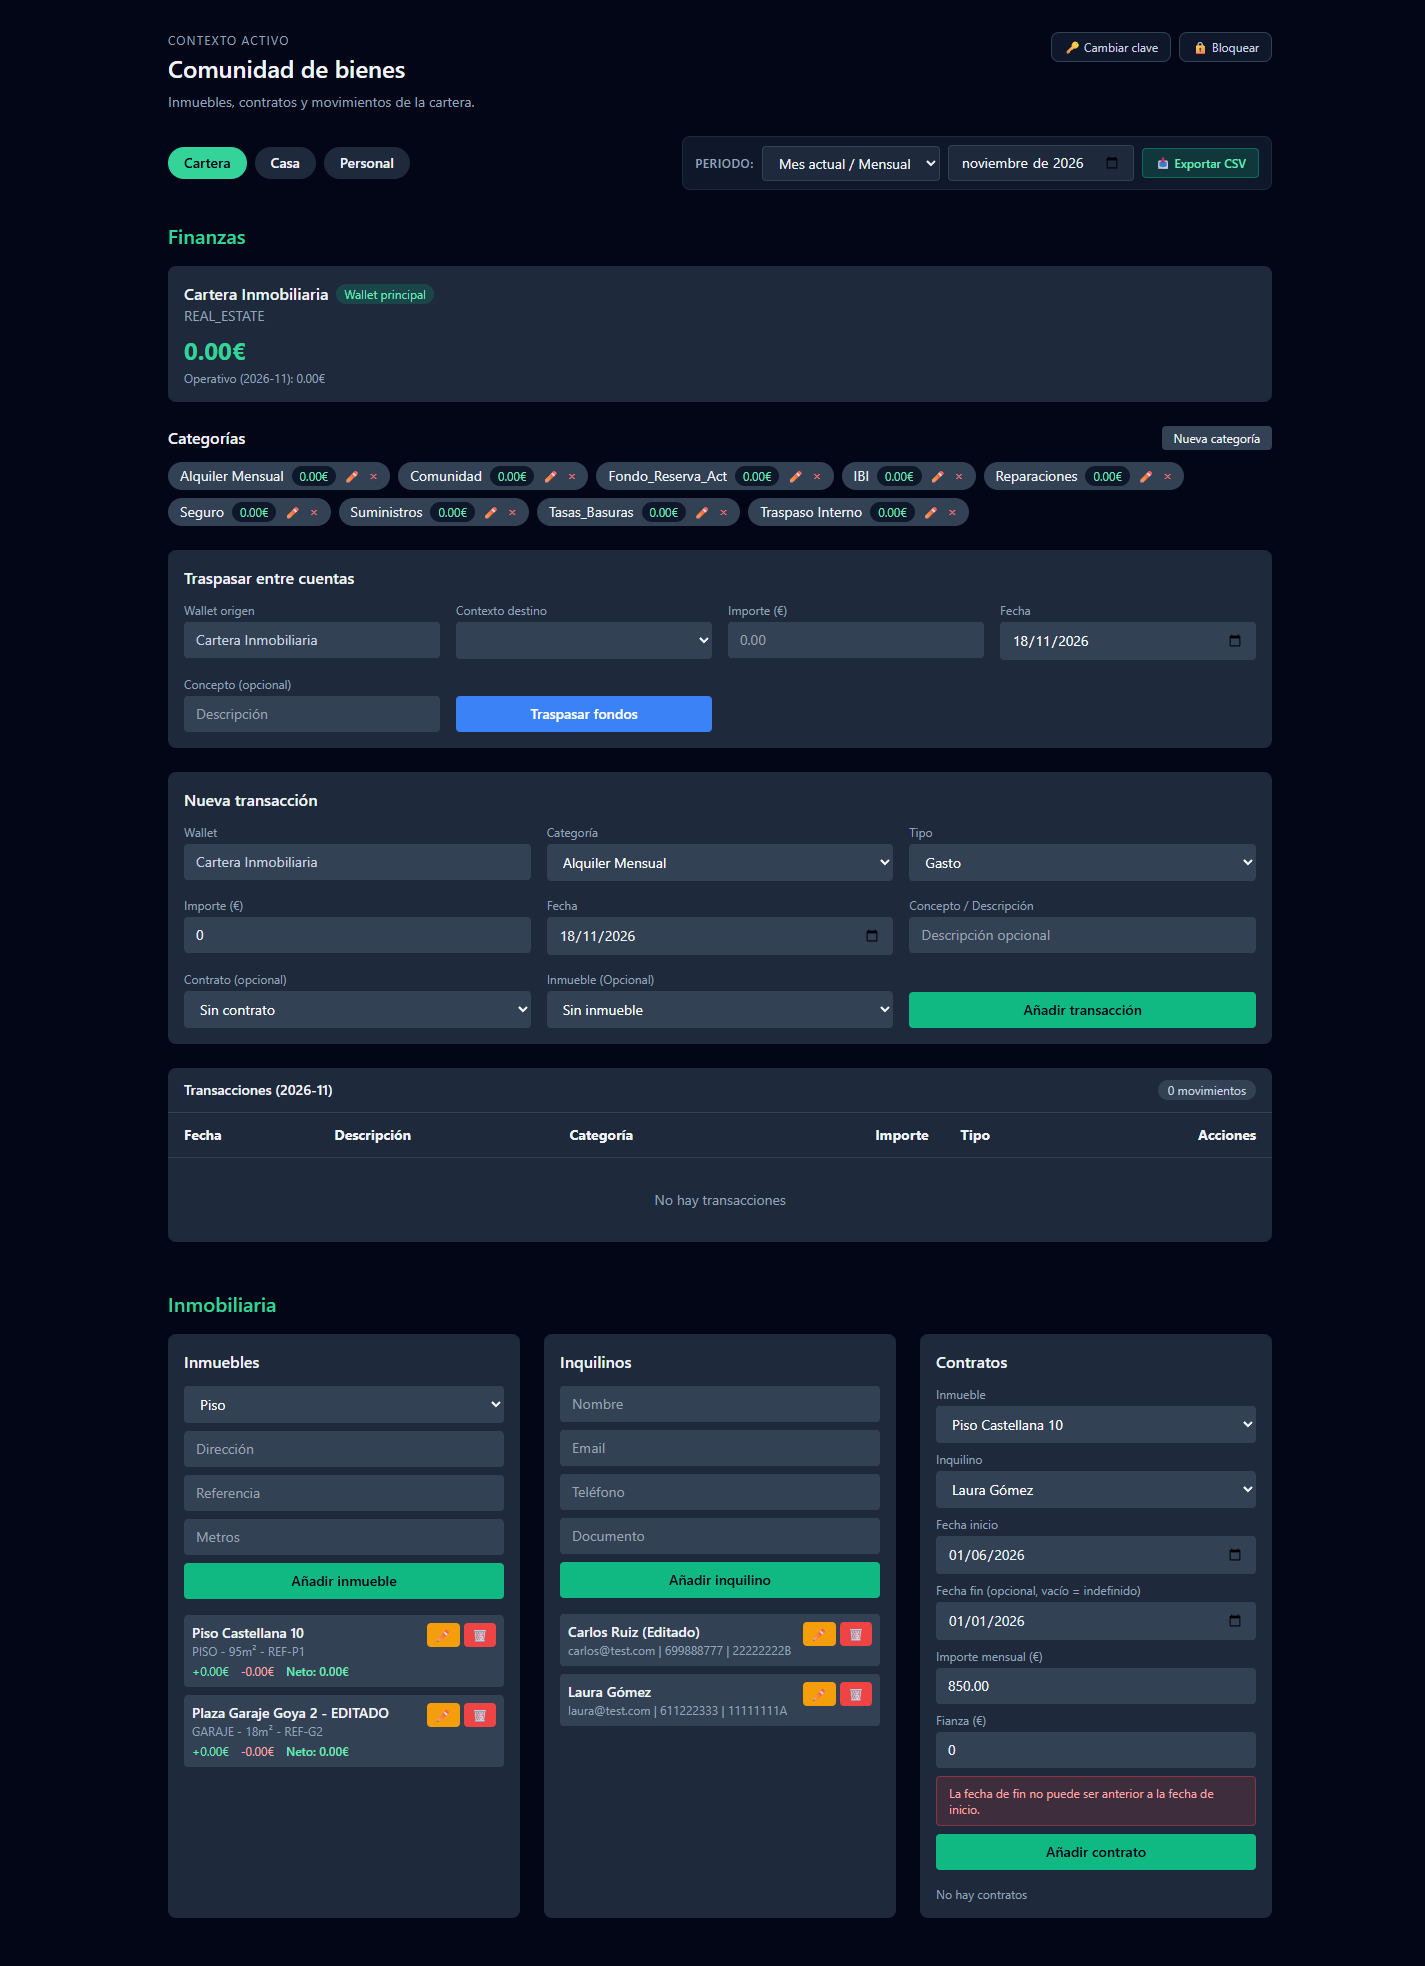 CONTEXTO ACTIVO
Comunidad de bienes
Inmuebles, contratos y movimientos de la cartera.
Cambiar clave
Bloquear
Cartera
Casa
Personal
PERIODO:
Mes actual / Mensual
noviembre de 2026
Exportar CSV
Finanzas
Cartera Inmobiliaria
Wallet principal
REAL_ESTATE
0.00€
Operativo (2026-11): 0.00€
Categorías
Nueva categoría
Alquiler Mensual 0.00€ ×
Comunidad 0.00€ ×
Fondo_Reserva_Act 0.00€ ×
IBI 0.00€ ×
Reparaciones 0.00€ ×
Seguro 0.00€ ×
Suministros 0.00€ ×
Tasas_Basuras 0.00€ ×
Traspaso Interno 0.00€ ×
Traspasar entre cuentas
Wallet origen
Contexto destino
Importe (€)
Fecha
Cartera Inmobiliaria
0.00
18/11/2026
Concepto (opcional)
Descripción
Traspasar fondos
Nueva transacción
Wallet
Categoría
Tipo
Cartera Inmobiliaria
Alquiler Mensual
Gasto
Importe (€)
Fecha
Concepto / Descripción
0
18/11/2026
Descripción opcional
Contrato (opcional)
Inmueble (Opcional)
Sin contrato
Sin inmueble
Añadir transacción
Transacciones (2026-11)
0 movimientos
Fecha
Descripción
Categoría
Importe
Tipo
Acciones
No hay transacciones
Inmobiliaria
Inmuebles
Piso
Dirección
Referencia
Metros
Añadir inmueble
Piso Castellana 10
PISO - 95m² - REF-P1
+0.00€ -0.00€ Neto: 0.00€
Plaza Garaje Goya 2 - EDITADO
GARAJE - 18m² - REF-G2
+0.00€ -0.00€ Neto: 0.00€
Inquilinos
Nombre
Email
Teléfono
Documento
Añadir inquilino
Carlos Ruiz (Editado)
carlos@test.com | 699888777 | 22222222B
Laura Gómez
laura@test.com | 611222333 | 11111111A
Contratos
Inmueble
Piso Castellana 10
Inquilino
Laura Gómez
Fecha inicio
01/06/2026
Fecha fin (opcional, vacío = indefinido)
01/01/2026
Importe mensual (€)
850.00
Fianza (€)
0
La fecha de fin no puede ser anterior a la fecha de
inicio.
Añadir contrato
No hay contratos